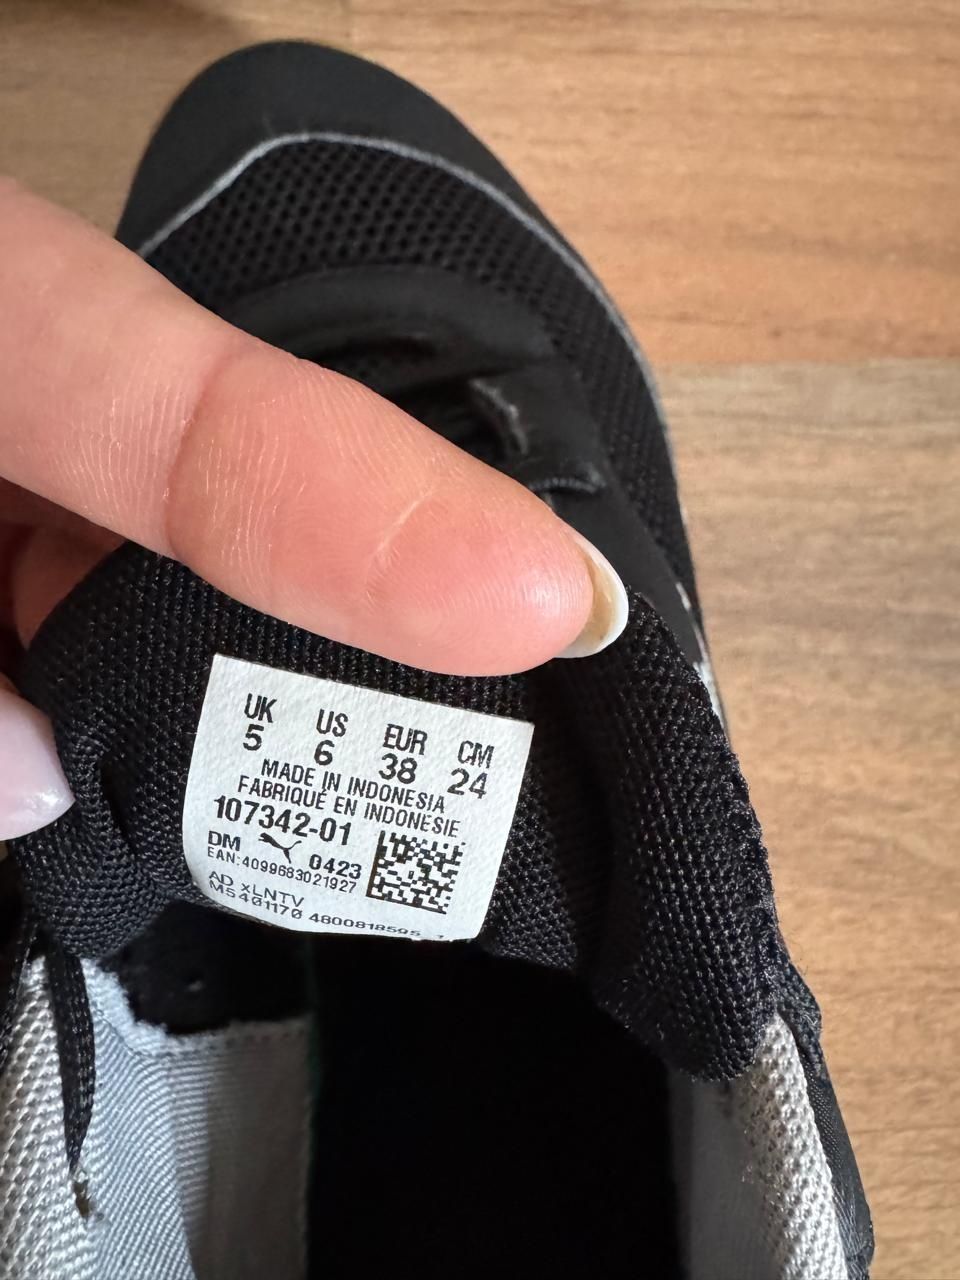 UK US EUR CM
5 6 38 24
MADE IN INDONESIA
FABRIQUÉ EN INDONESIE
107342-01
DM 0423
EAN:4099683021927
AD xLNTV
MS401170 4800818595